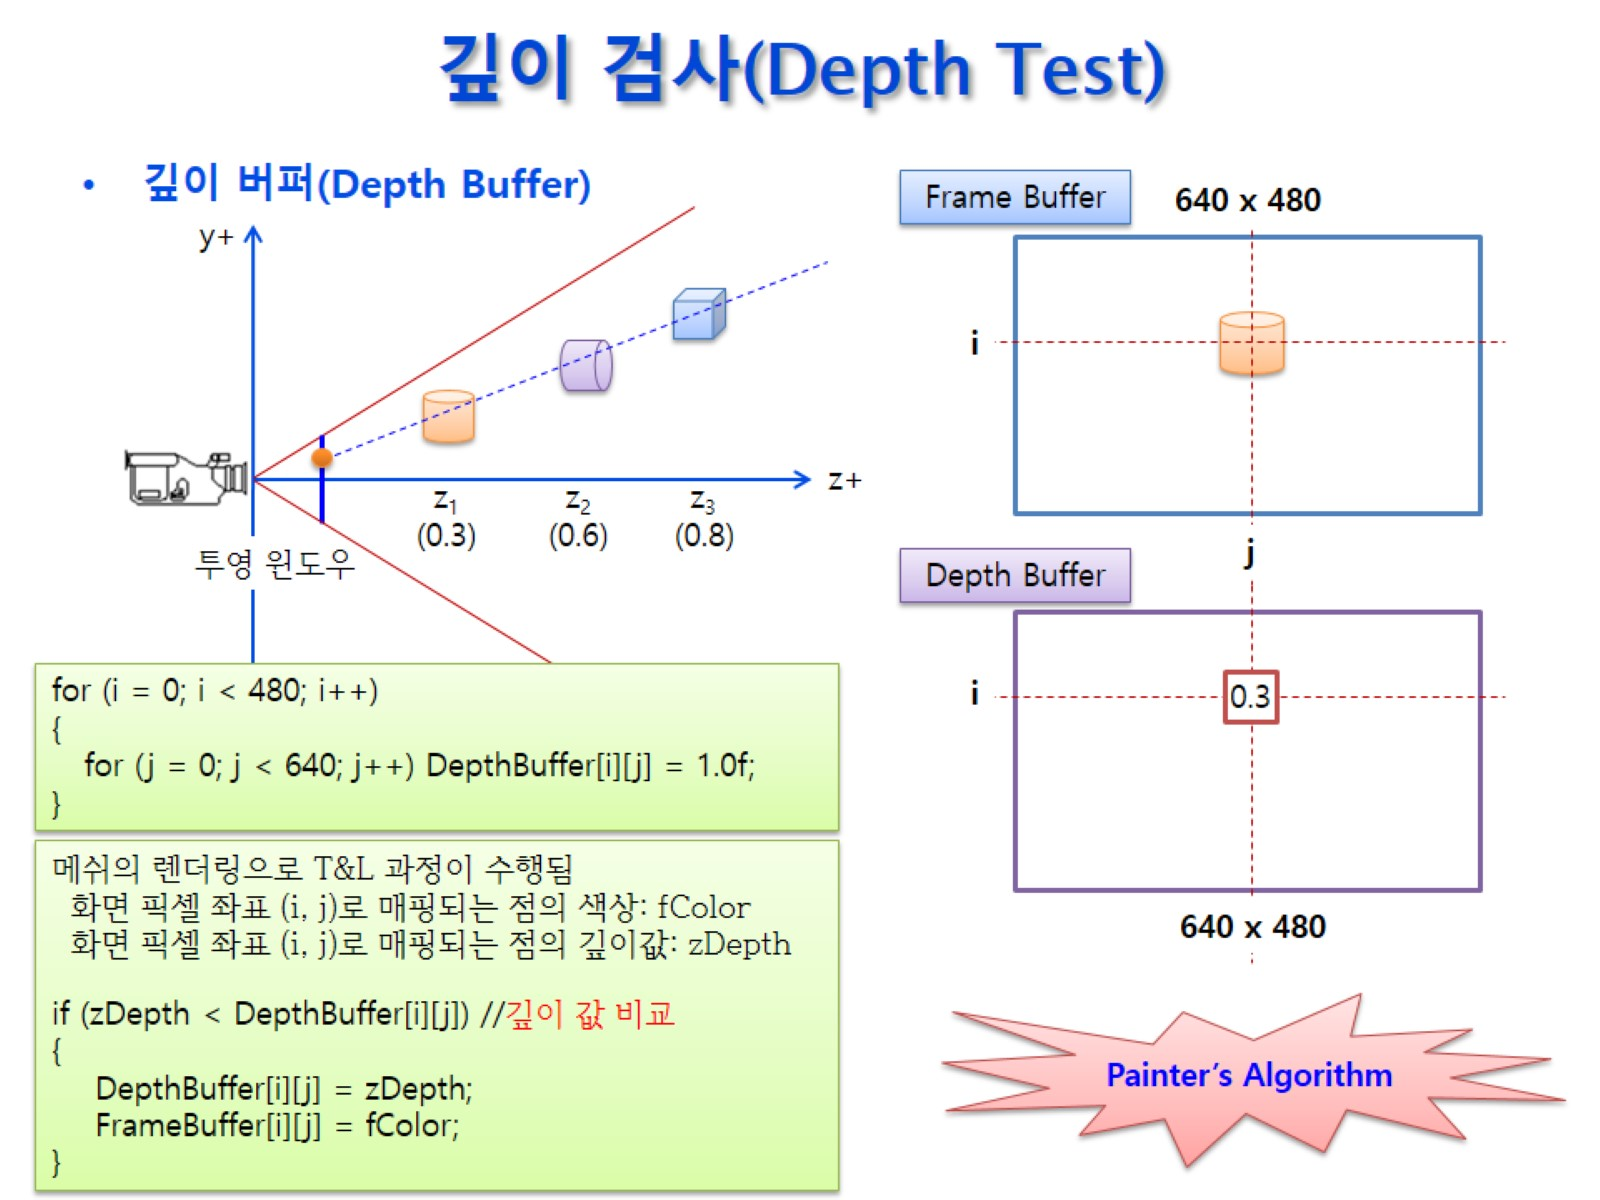 깊이 검사(Depth Test)
• 깊이 버퍼(Depth Buffer)
y+
z+
z1
(0.3)
z2
(0.6)
z3
(0.8)
투영 윈도우
for (i = 0; i < 480; i++)
{
for (j = 0; j < 640; j++) DepthBuffer[i][j] = 1.0f;
}
메쉬의 렌더링으로 T&L 과정이 수행됨
화면 픽셀 좌표 (i, j)로 매핑되는 점의 색상: fColor
화면 픽셀 좌표 (i, j)로 매핑되는 점의 깊이값: zDepth
if (zDepth < DepthBuffer[i][j]) //깊이 값 비교
{
DepthBuffer[i][j] = zDepth;
FrameBuffer[i][j] = fColor;
}
Frame Buffer
640 x 480
i
j
Depth Buffer
i
0.3
640 x 480
Painter's Algorithm